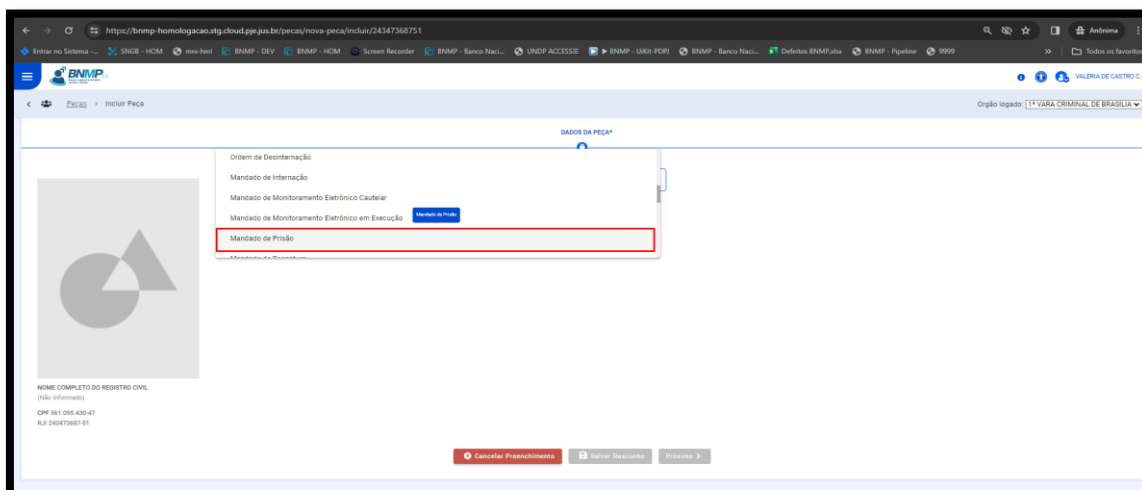 https://bnmp-homologacao.stg.cloud.pje.jus.br/pecas/nova-peca/incluir/24347368751
Anônima
Entrar no Sistema -... SNGB - HOM mni-hml BNMP - DEV BNMP - HOM Screen Recorder BNMP - Banco Naci... UNDP ACCESS BNMP - UiKit-PDPJ BNMP - Banco Naci... Defeitos BNMP.xlsx BNMP - Pipeline 9999 » Todos os favoritos
BNMP
VALÉRIA DE CASTRO C...
Peças > Incluir Peça
Orgão logado: 1ª VARA CRIMINAL DE BRASÍLIA
DADOS DA PEÇA*
Ordem de Desinternação
Mandado de Internação
Mandado de Monitoramento Eletrônico Cautelar
Mandado de Monitoramento Eletrônico em Execução
Mandado de Prisão
Mandado de Prisão
NOME COMPLETO DO REGISTRO CIVIL
(Não Informado)
CPF 561.095.430-47
RJI 243473687-51
Cancelar Preenchimento Salvar Rascunho Próximo >